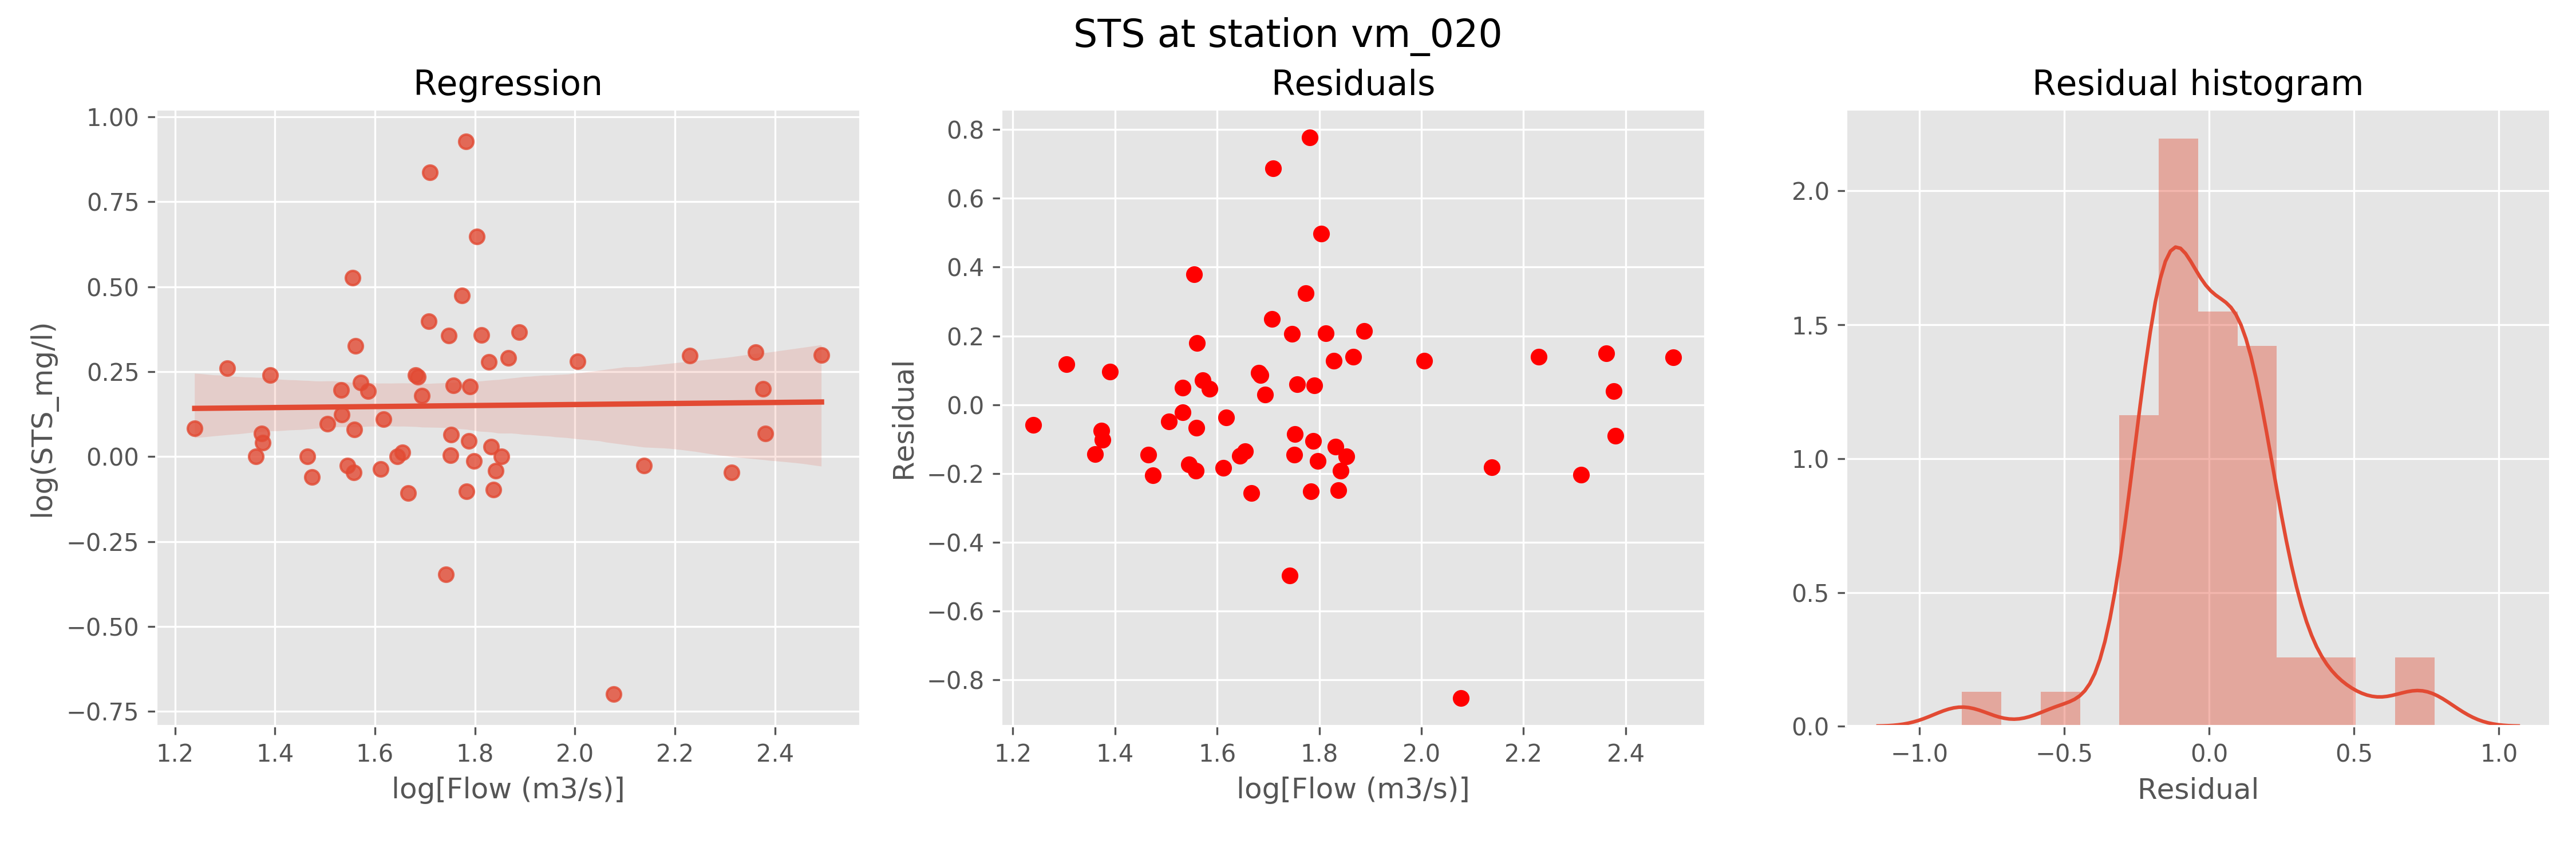 STS at station vm_020
Regression
1.00
0.75
0.50
0.25
0.00
−0.25
−0.50
−0.75
log(STS_mg/l)
1.2 1.4 1.6 1.8 2.0 2.2 2.4
log[Flow (m3/s)]
Residuals
0.8
0.6
0.4
0.2
0.0
−0.2
−0.4
−0.6
−0.8
Residual
1.2 1.4 1.6 1.8 2.0 2.2 2.4
log[Flow (m3/s)]
Residual histogram
2.0
1.5
1.0
0.5
0.0
−1.0 −0.5 0.0 0.5 1.0
Residual